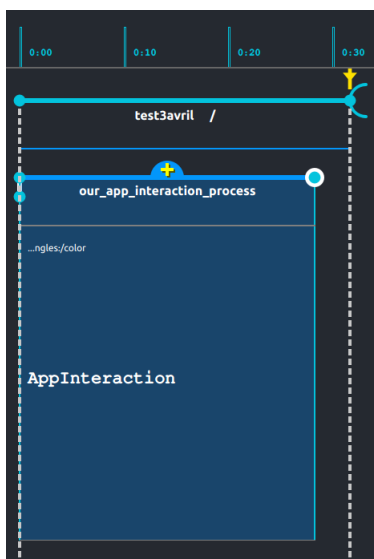 0:00 0:10 0:20 0:30
test3avril /
our_app_interaction_process
...ngles:/color
AppInteraction